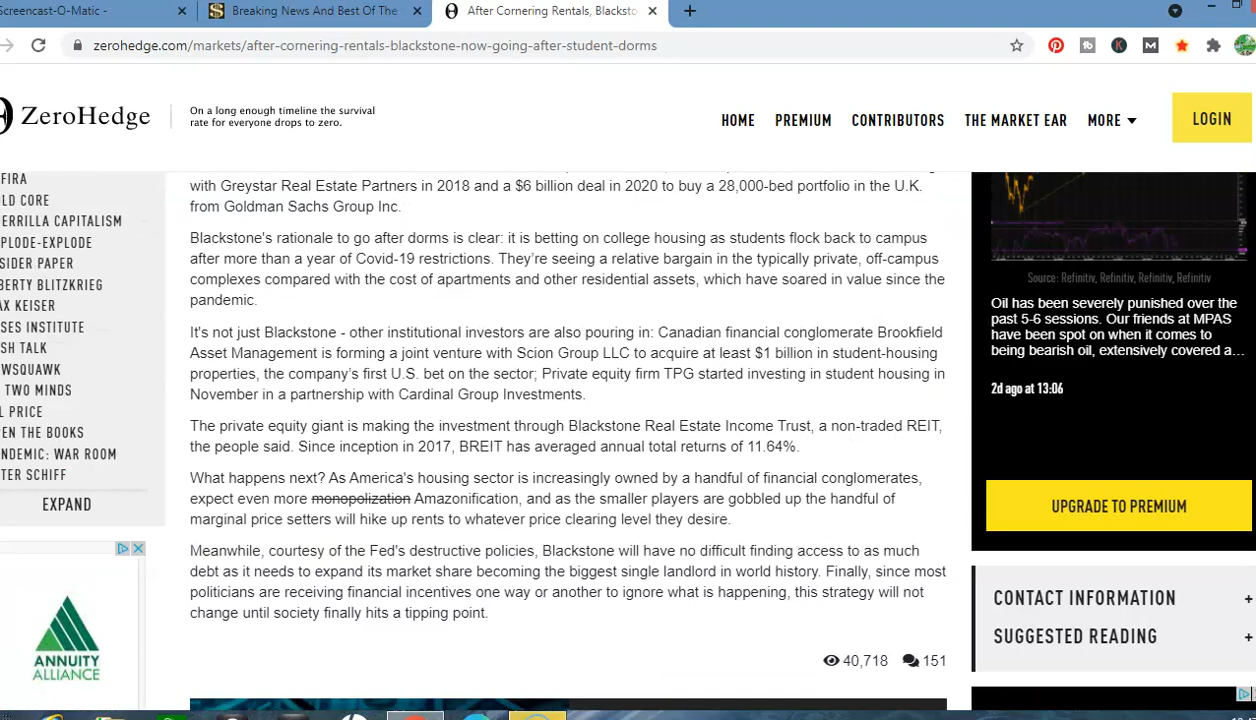 Screencast-O-Matic -
Breaking News And Best Of The
After Cornering Rentals, Blacksto
zerohedge.com/markets/after-cornering-rentals-blackstone-now-going-after-student-dorms
ZeroHedge
On a long enough timeline the survival
rate for everyone drops to zero.
HOME
PREMIUM
CONTRIBUTORS
THE MARKET EAR
MORE
LOGIN
FIRA
LD CORE
ERRILLA CAPITALISM
PLODE-EXPLODE
SIDER PAPER
BERTY BLITZKRIEG
AX KEISER
SES INSTITUTE
SH TALK
WSQUAWK
TWO MINDS
L PRICE
EN THE BOOKS
NDEMIC: WAR ROOM
TER SCHIFF
EXPAND
ANNUITY
ALLIANCE
with Greystar Real Estate Partners in 2018 and a $6 billion deal in 2020 to buy a 28,000-bed portfolio in the U.K.
from Goldman Sachs Group Inc.
Blackstone's rationale to go after dorms is clear: it is betting on college housing as students flock back to campus
after more than a year of Covid-19 restrictions. They're seeing a relative bargain in the typically private, off-campus
complexes compared with the cost of apartments and other residential assets, which have soared in value since the
pandemic.
It's not just Blackstone - other institutional investors are also pouring in: Canadian financial conglomerate Brookfield
Asset Management is forming a joint venture with Scion Group LLC to acquire at least $1 billion in student-housing
properties, the company's first U.S. bet on the sector; Private equity firm TPG started investing in student housing in
November in a partnership with Cardinal Group Investments.
The private equity giant is making the investment through Blackstone Real Estate Income Trust, a non-traded REIT,
the people said. Since inception in 2017, BREIT has averaged annual total returns of 11.64%.
What happens next? As America's housing sector is increasingly owned by a handful of financial conglomerates,
expect even more monopolization Amazonification, and as the smaller players are gobbled up the handful of
marginal price setters will hike up rents to whatever price clearing level they desire.
Meanwhile, courtesy of the Fed's destructive policies, Blackstone will have no difficult finding access to as much
debt as it needs to expand its market share becoming the biggest single landlord in world history. Finally, since most
politicians are receiving financial incentives one way or another to ignore what is happening, this strategy will not
change until society finally hits a tipping point.
40,718
151
Source: Refinitiv, Refinitiv, Refinitiv, Refinitiv
Oil has been severely punished over the
past 5-6 sessions. Our friends at MPAS
have been spot on when it comes to
being bearish oil, extensively covered a...
2d ago at 13:06
UPGRADE TO PREMIUM
CONTACT INFORMATION +
SUGGESTED READING +